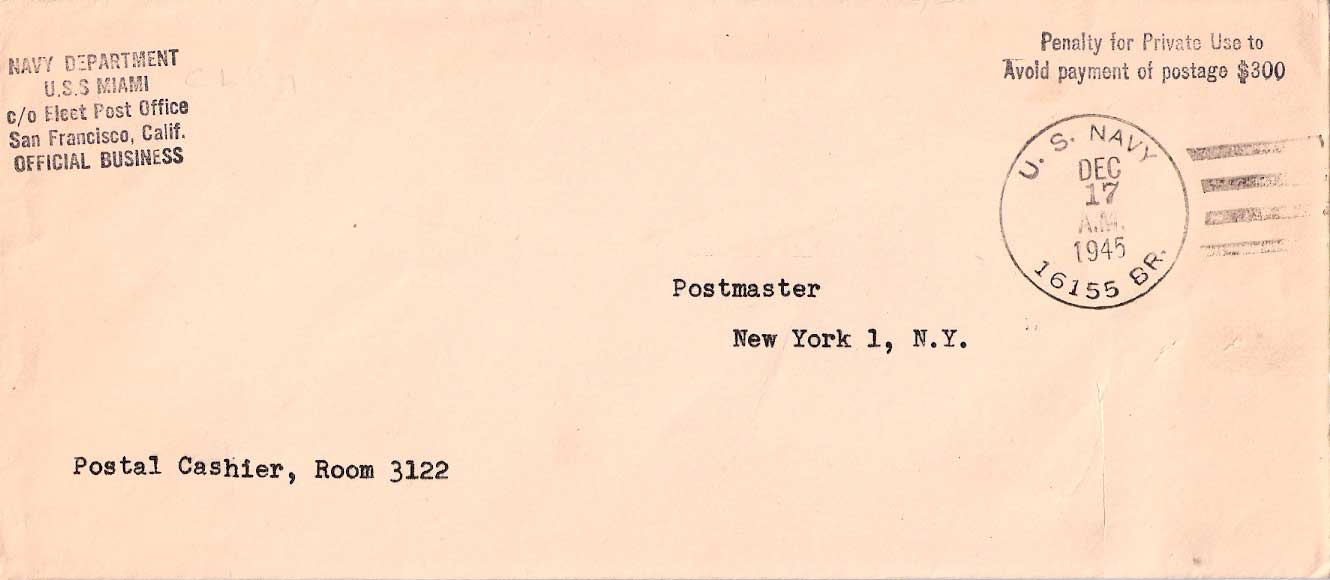 NAVY DEPARTMENT
U.S.S MIAMI
c/o Fleet Post Office
San Francisco, Calif.
OFFICIAL BUSINESS
Penalty for Private Use to
Avoid payment of postage $300
U. S. NAVY
DEC
17
A.M.
1945
16155 BR.
Postmaster
New York 1, N.Y.
Postal Cashier, Room 3122